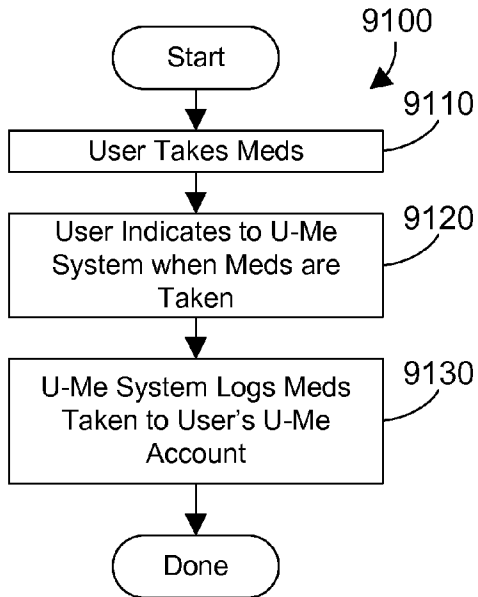 9100
Start
9110
User Takes Meds
9120
User Indicates to U-Me
System when Meds are
Taken
9130
U-Me System Logs Meds
Taken to User's U-Me
Account
Done